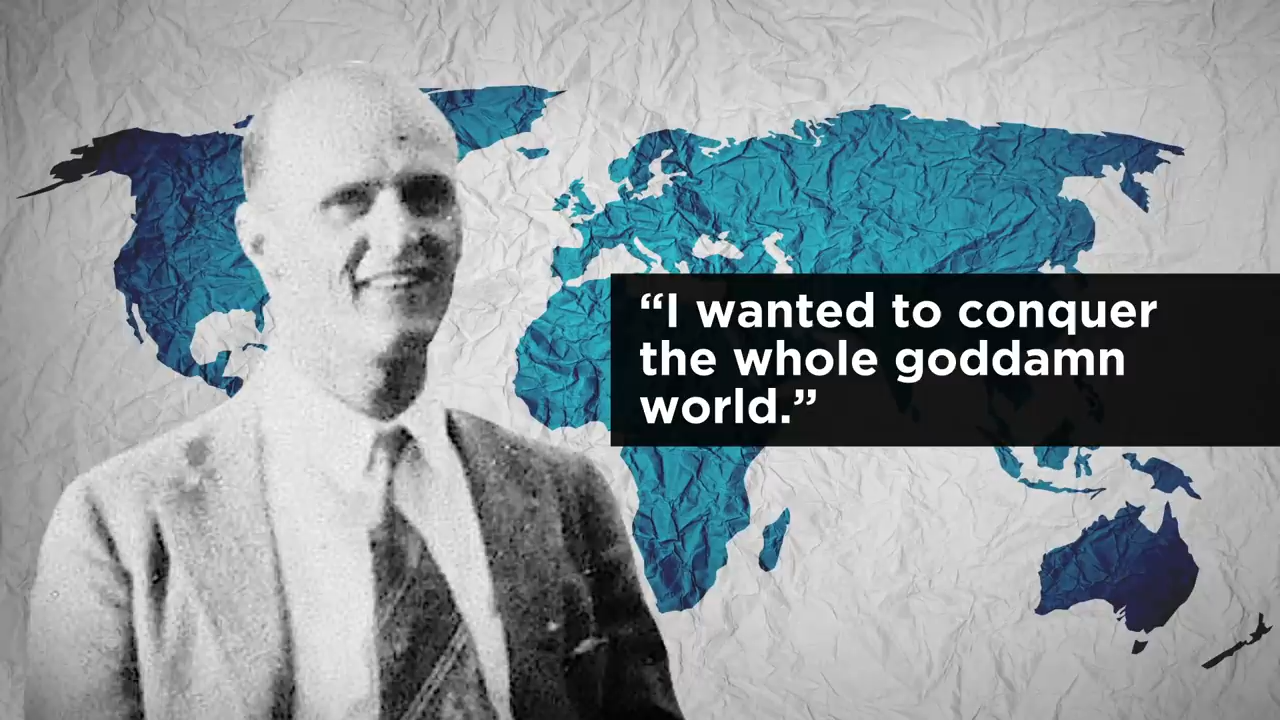 “I wanted to conquer
the whole goddamn
world.”